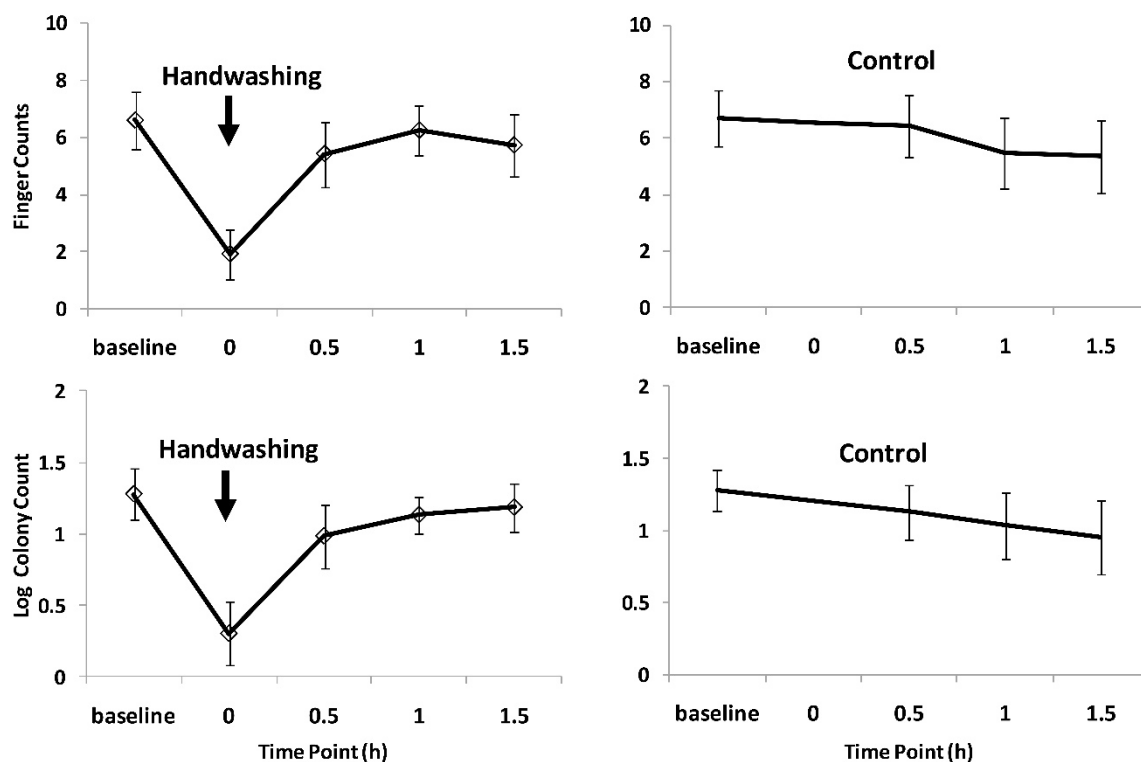 10
8
6
4
2
0
Finger Counts
Handwashing
baseline 0 0.5 1 1.5
10
8
6
4
2
0
Control
baseline 0 0.5 1 1.5
2
1.5
1
0.5
0
Log Colony Count
Handwashing
baseline 0 0.5 1 1.5
Time Point (h)
2
1.5
1
0.5
0
Control
baseline 0 0.5 1 1.5
Time Point (h)